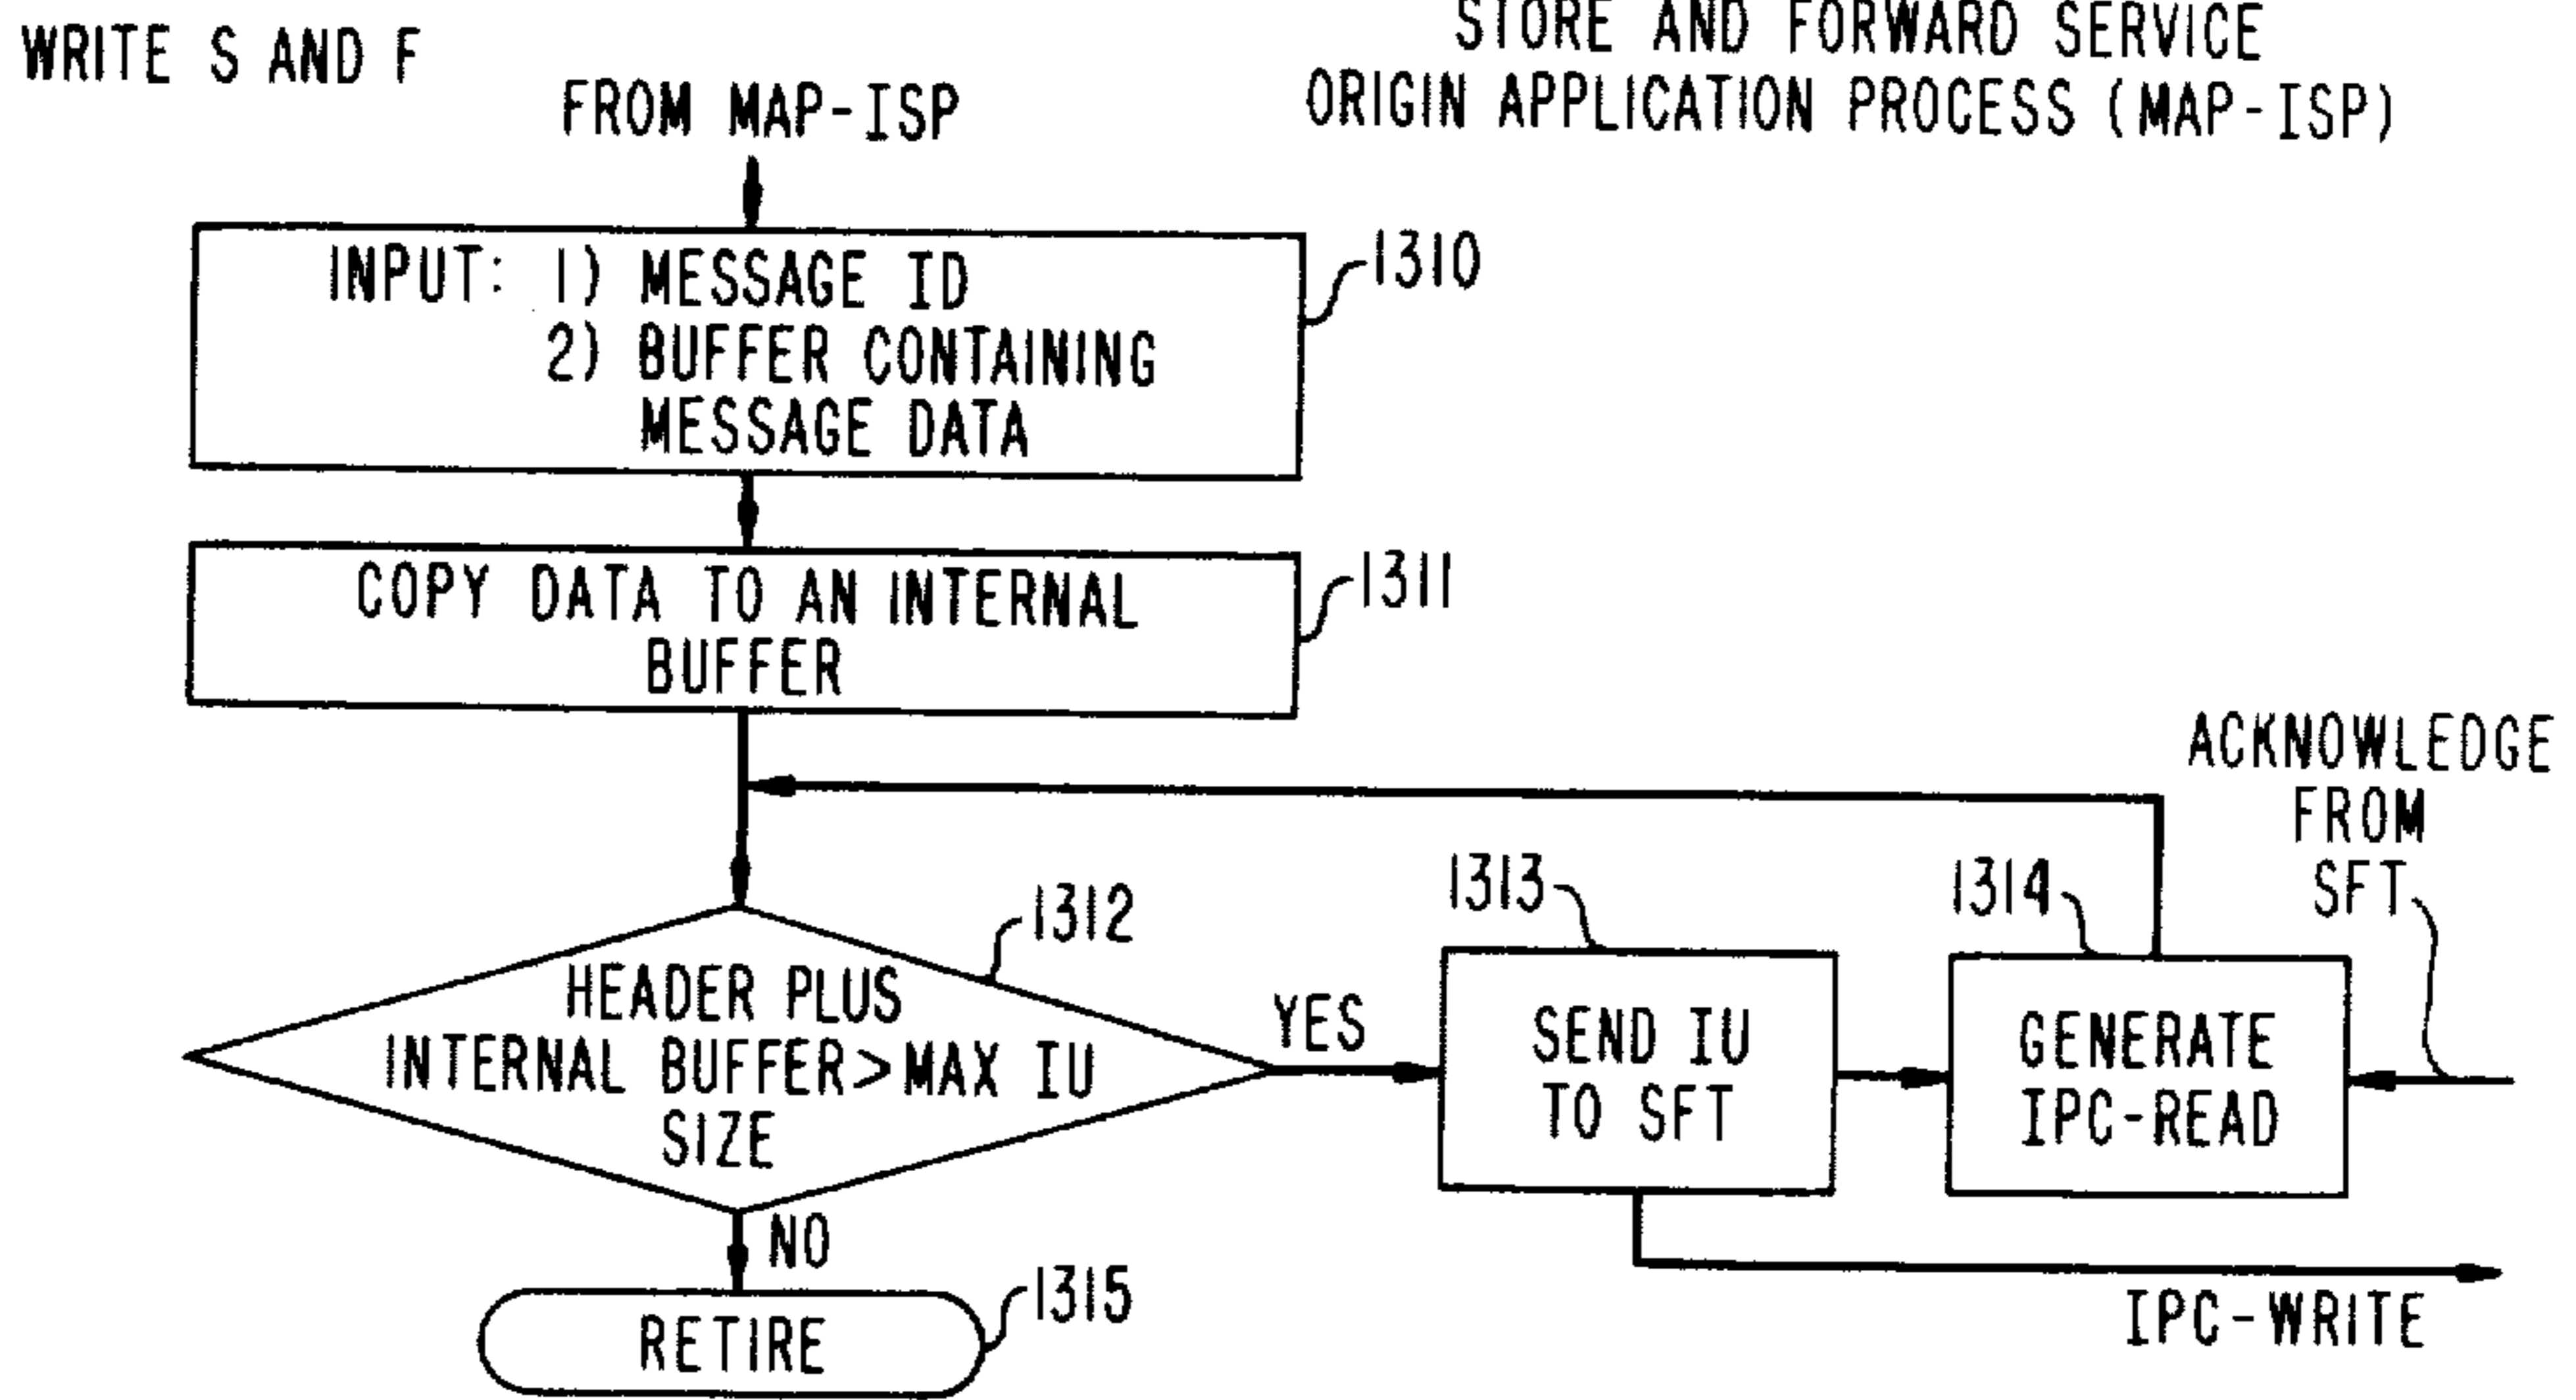 WRITE S AND F
STORE AND FORWARD SERVICE
ORIGIN APPLICATION PROCESS (MAP-ISP)
FROM MAP-ISP
INPUT: 1) MESSAGE ID
2) BUFFER CONTAINING
MESSAGE DATA
1310
COPY DATA TO AN INTERNAL
BUFFER
1311
ACKNOWLEDGE
FROM
SFT
HEADER PLUS
INTERNAL BUFFER>MAX IU
SIZE
1312
YES
NO
1313
SEND IU
TO SFT
1314
GENERATE
IPC-READ
IPC-WRITE
RETIRE
1315